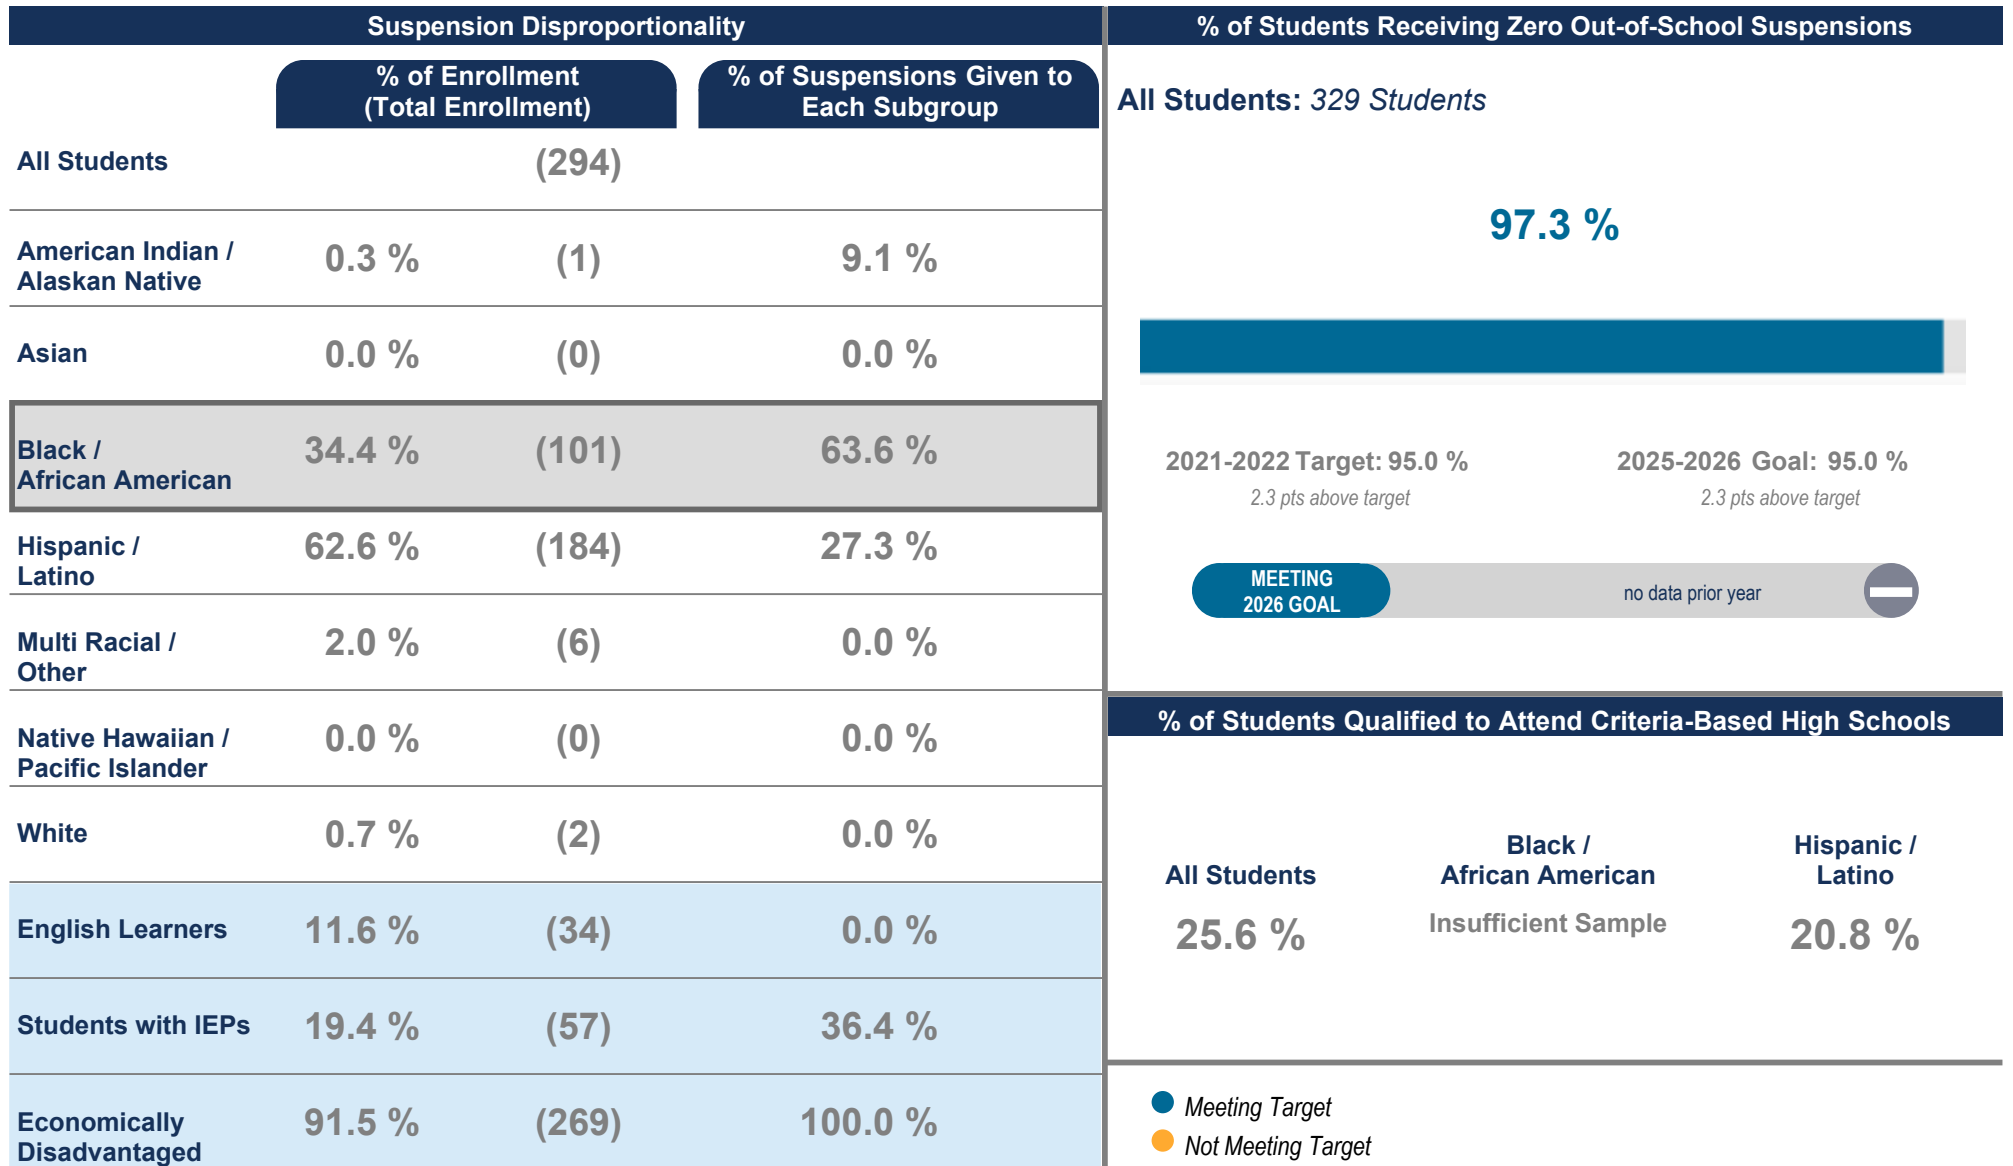 Suspension Disproportionality
% of Enrollment
(Total Enrollment)
% of Suspensions Given to
Each Subgroup
All Students (294)
American Indian /
Alaskan Native
0.3 % (1) 9.1 %
Asian 0.0 % (0) 0.0 %
Black /
African American
34.4 % (101) 63.6 %
Hispanic /
Latino
62.6 % (184) 27.3 %
Multi Racial /
Other
2.0 % (6) 0.0 %
Native Hawaiian /
Pacific Islander
0.0 % (0) 0.0 %
White 0.7 % (2) 0.0 %
English Learners 11.6 % (34) 0.0 %
Students with IEPs 19.4 % (57) 36.4 %
Economically
Disadvantaged
91.5 % (269) 100.0 %
% of Students Receiving Zero Out-of-School Suspensions
All Students: 329 Students
97.3 %
2021-2022 Target: 95.0 %
2.3 pts above target
2025-2026 Goal: 95.0 %
2.3 pts above target
MEETING
2026 GOAL
no data prior year
% of Students Qualified to Attend Criteria-Based High Schools
All Students
25.6 %
Black /
African American
Insufficient Sample
Hispanic /
Latino
20.8 %
Meeting Target
Not Meeting Target